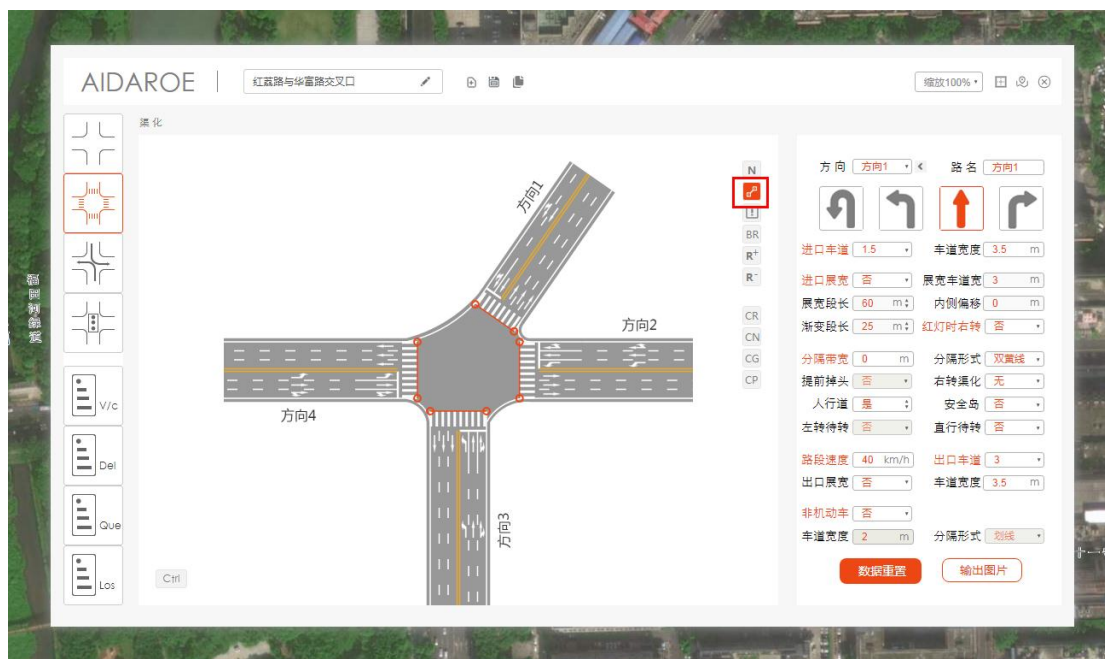 AIDAROE
红荔路与华富路交叉口
缩放100%
渠化
V/c
Del
Que
Los
Ctrl
方向1
方向2
方向3
方向4
N
BR
R+
R-
CR
CN
CG
CP
方向 方向1 路名 方向1
进口车道 1.5 车道宽度 3.5 m
进口展宽 否 展宽车道宽 3 m
展宽段长 60 m 内侧偏移 0 m
渐变段长 25 m 红灯时右转 否
分隔带宽 0 m 分隔形式 双黄线
提前掉头 否 右转渠化 无
人行道 是 安全岛 否
左转待转 否 直行待转 否
路段速度 40 km/h 出口车道 3
出口展宽 否 车道宽度 3.5 m
非机动车 否
车道宽度 2 m 分隔形式 划线
数据重置 输出图片